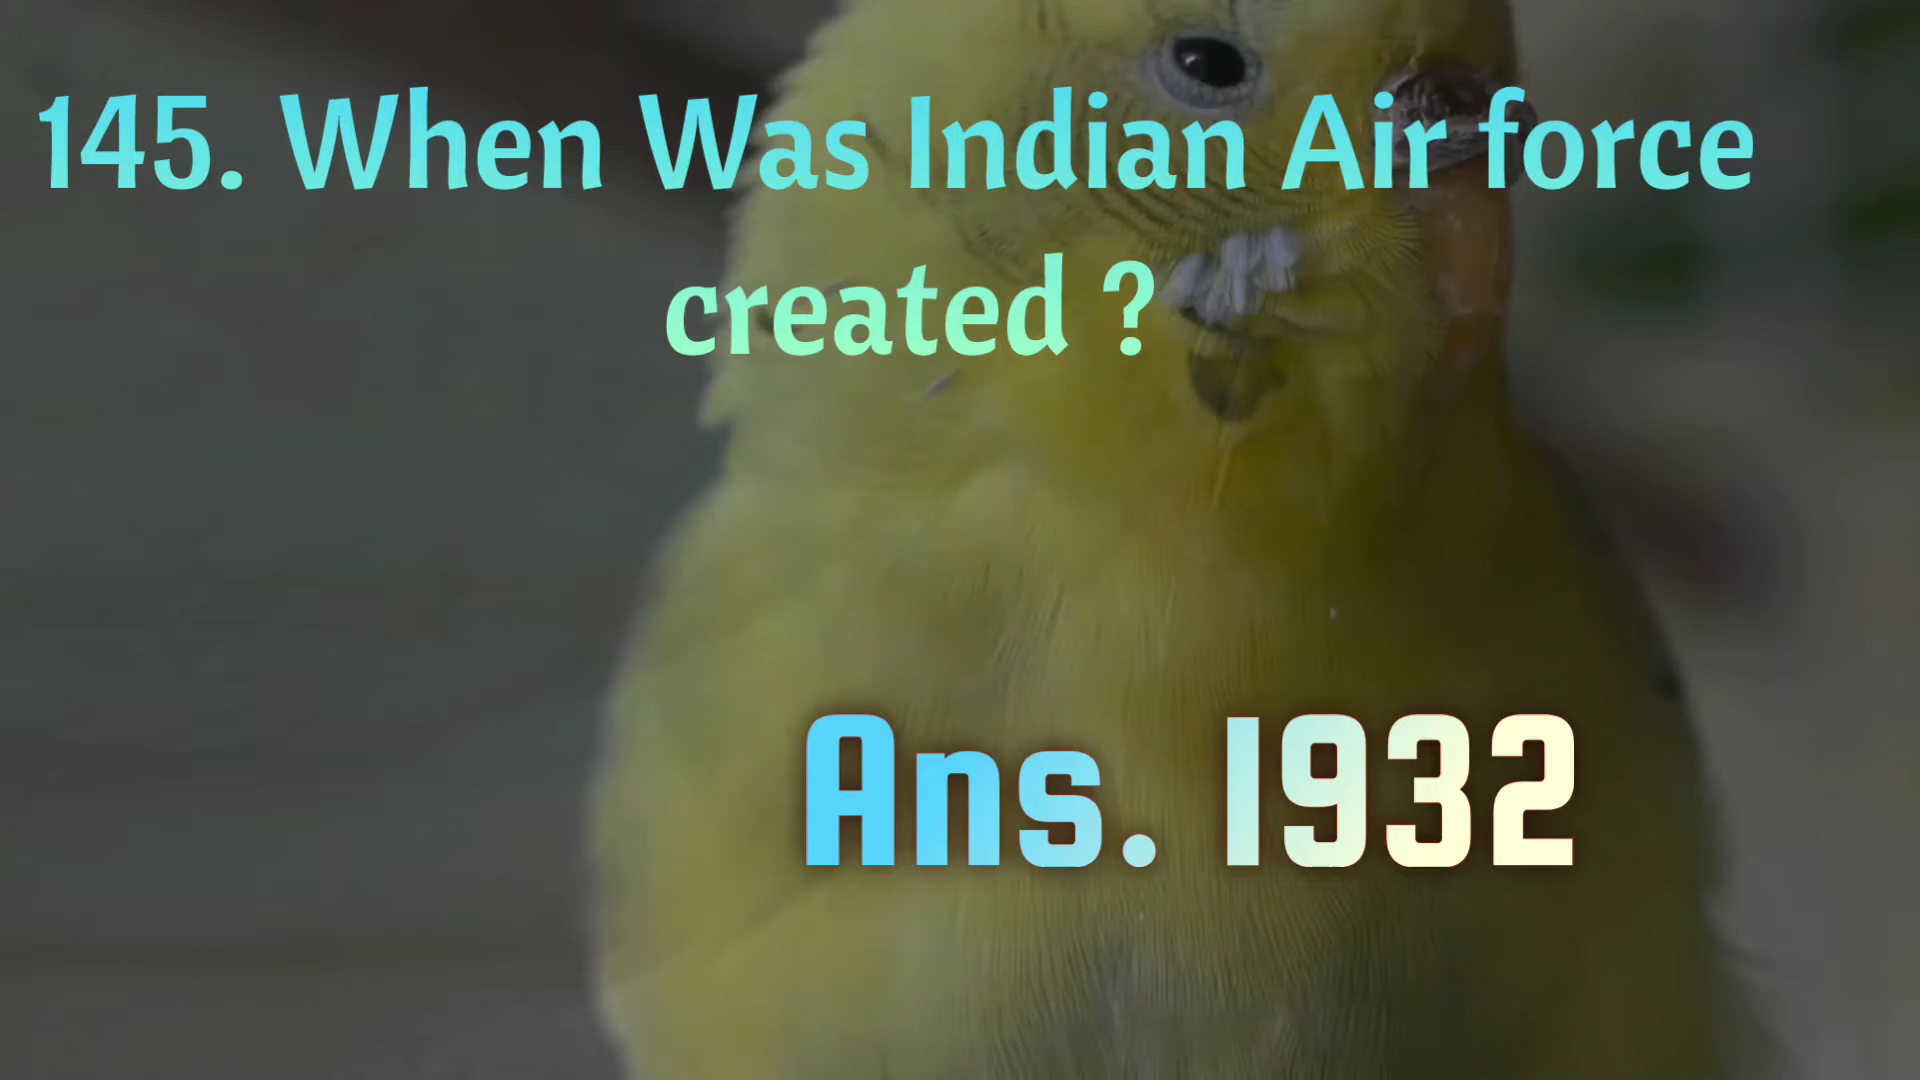 145. When Was Indian Air force
created ?
Ans. 1932